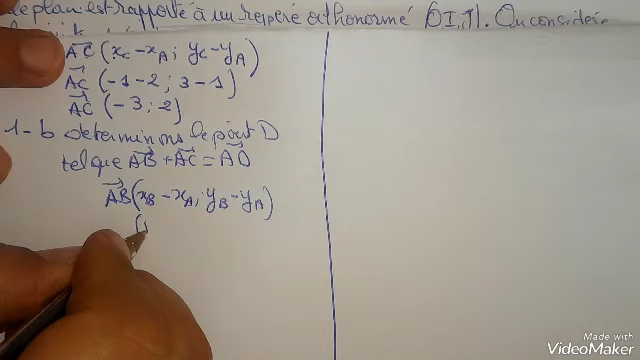 le plan est rapporté à un repère orthonormé (O I, J). On considère
AC (xC - xA ; yC - yA)
AC (-1-2 ; 3-1)
AC (-3 ; 2)
1-b determinons le point D
tel que AB + AC = AD
AB (xB - xA ; yB - yA)
Made with
VideoMaker